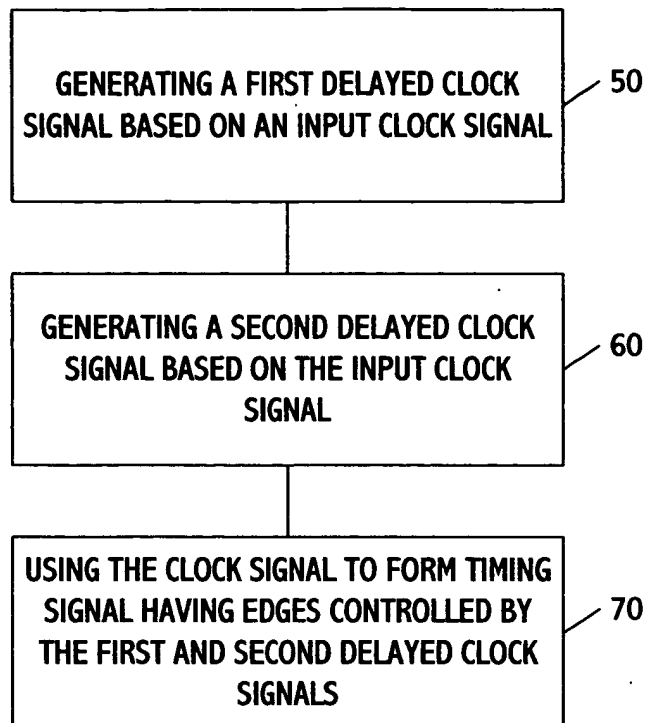 GENERATING A FIRST DELAYED CLOCK
SIGNAL BASED ON AN INPUT CLOCK SIGNAL
50
GENERATING A SECOND DELAYED CLOCK
SIGNAL BASED ON THE INPUT CLOCK
SIGNAL
60
USING THE CLOCK SIGNAL TO FORM TIMING
SIGNAL HAVING EDGES CONTROLLED BY
THE FIRST AND SECOND DELAYED CLOCK
SIGNALS
70